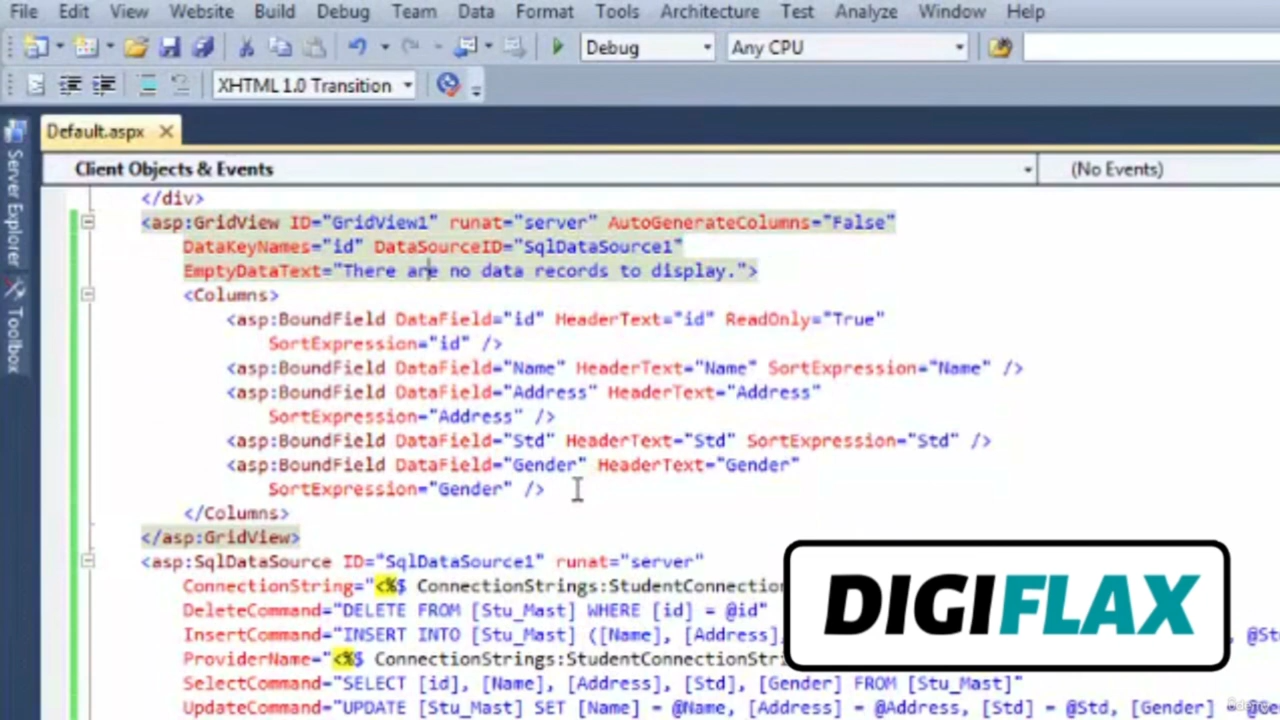 File Edit View Website Build Debug Team Data Format Tools Architecture Test Analyze Window Help
Debug Any CPU
XHTML 1.0 Transition
Default.aspx
Server Explorer
Toolbox
Client Objects & Events (No Events)
</div>
<asp:GridView ID="GridView1" runat="server" AutoGenerateColumns="False"
DataKeyNames="id" DataSourceID="SqlDataSource1"
EmptyDataText="There are no data records to display.">
<Columns>
<asp:BoundField DataField="id" HeaderText="id" ReadOnly="True"
SortExpression="id" />
<asp:BoundField DataField="Name" HeaderText="Name" SortExpression="Name" />
<asp:BoundField DataField="Address" HeaderText="Address"
SortExpression="Address" />
<asp:BoundField DataField="Std" HeaderText="Std" SortExpression="Std" />
<asp:BoundField DataField="Gender" HeaderText="Gender"
SortExpression="Gender" />
</Columns>
</asp:GridView>
<asp:SqlDataSource ID="SqlDataSource1" runat="server"
ConnectionString="<%$ ConnectionStrings:StudentConnection
DeleteCommand="DELETE FROM [Stu_Mast] WHERE [id] = @id"
InsertCommand="INSERT INTO [Stu_Mast] ([Name], [Address], , @St
ProviderName="<%$ ConnectionStrings:StudentConnectionStr
SelectCommand="SELECT [id], [Name], [Address], [Std], [Gender] FROM [Stu_Mast]"
UpdateCommand="UPDATE [Stu_Mast] SET [Name] = @Name, [Address] = @Address, [Std] = @Std, [Gender] = @Ge
DIGIFLAX